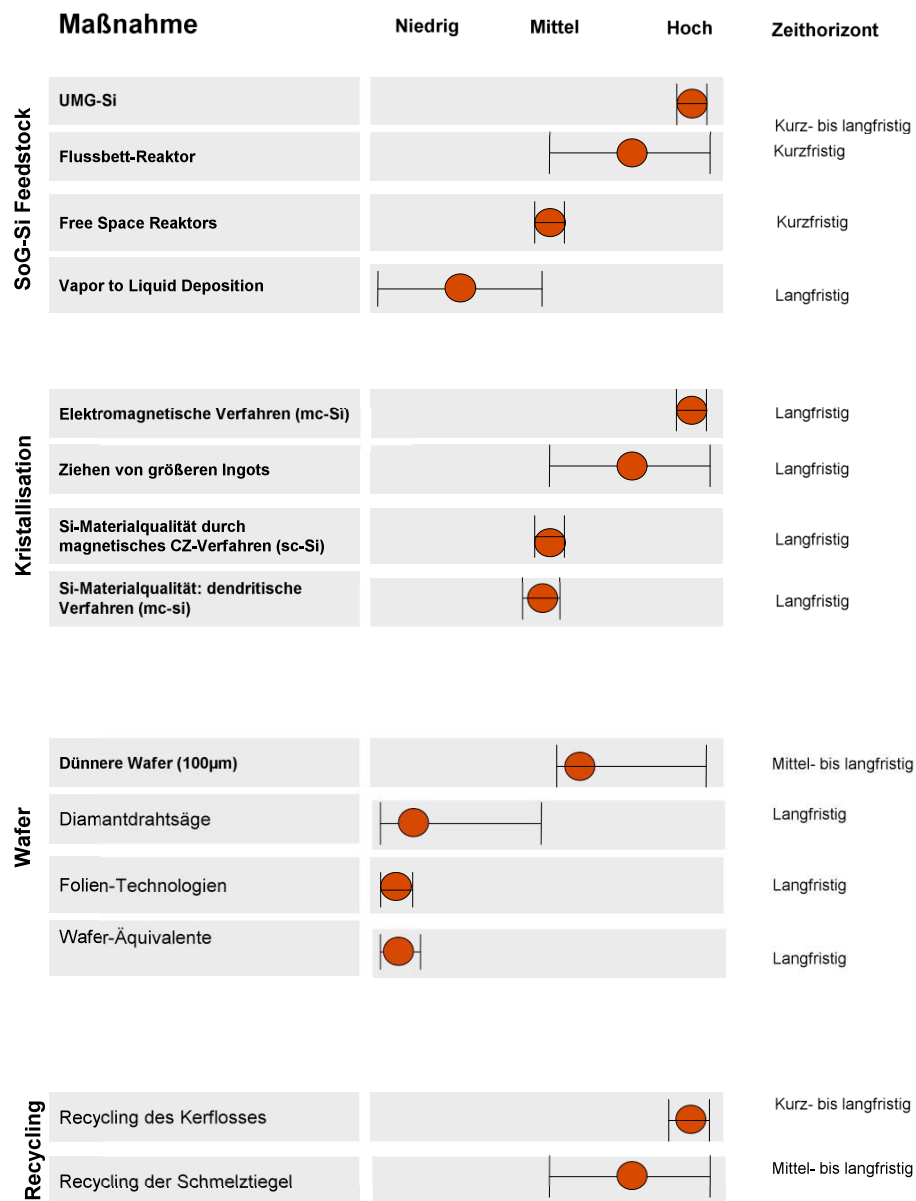 Maßnahme Niedrig Mittel Hoch Zeithorizont
SoG-Si Feedstock
UMG-Si
Kurz- bis langfristig
Flussbett-Reaktor Kurzfristig
Free Space Reaktors Kurzfristig
Vapor to Liquid Deposition Langfristig
Kristallisation
Elektromagnetische Verfahren (mc-Si) Langfristig
Ziehen von größeren Ingots Langfristig
Si-Materialqualität durch
magnetisches CZ-Verfahren (sc-Si) Langfristig
Si-Materialqualität: dendritische
Verfahren (mc-si) Langfristig
Wafer
Dünnere Wafer (100µm) Mittel- bis langfristig
Diamantdrahtsäge Langfristig
Folien-Technologien Langfristig
Wafer-Äquivalente Langfristig
Recycling
Recycling des Kerflosses Kurz- bis langfristig
Recycling der Schmelztiegel Mittel- bis langfristig